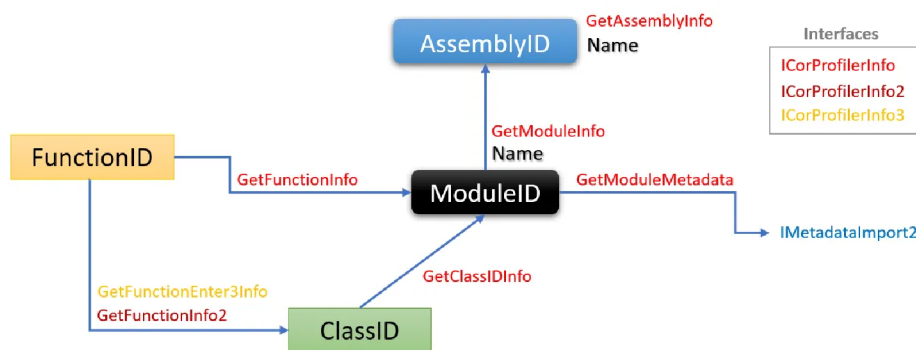 GetAssemblyInfo
AssemblyID
Name
Interfaces
ICorProfilerInfo
ICorProfilerInfo2
ICorProfilerInfo3
GetModuleInfo
Name
FunctionID
GetFunctionInfo
ModuleID
GetModuleMetadata
IMetadataImport2
GetClassIDInfo
GetFunctionEnter3Info
GetFunctionInfo2
ClassID